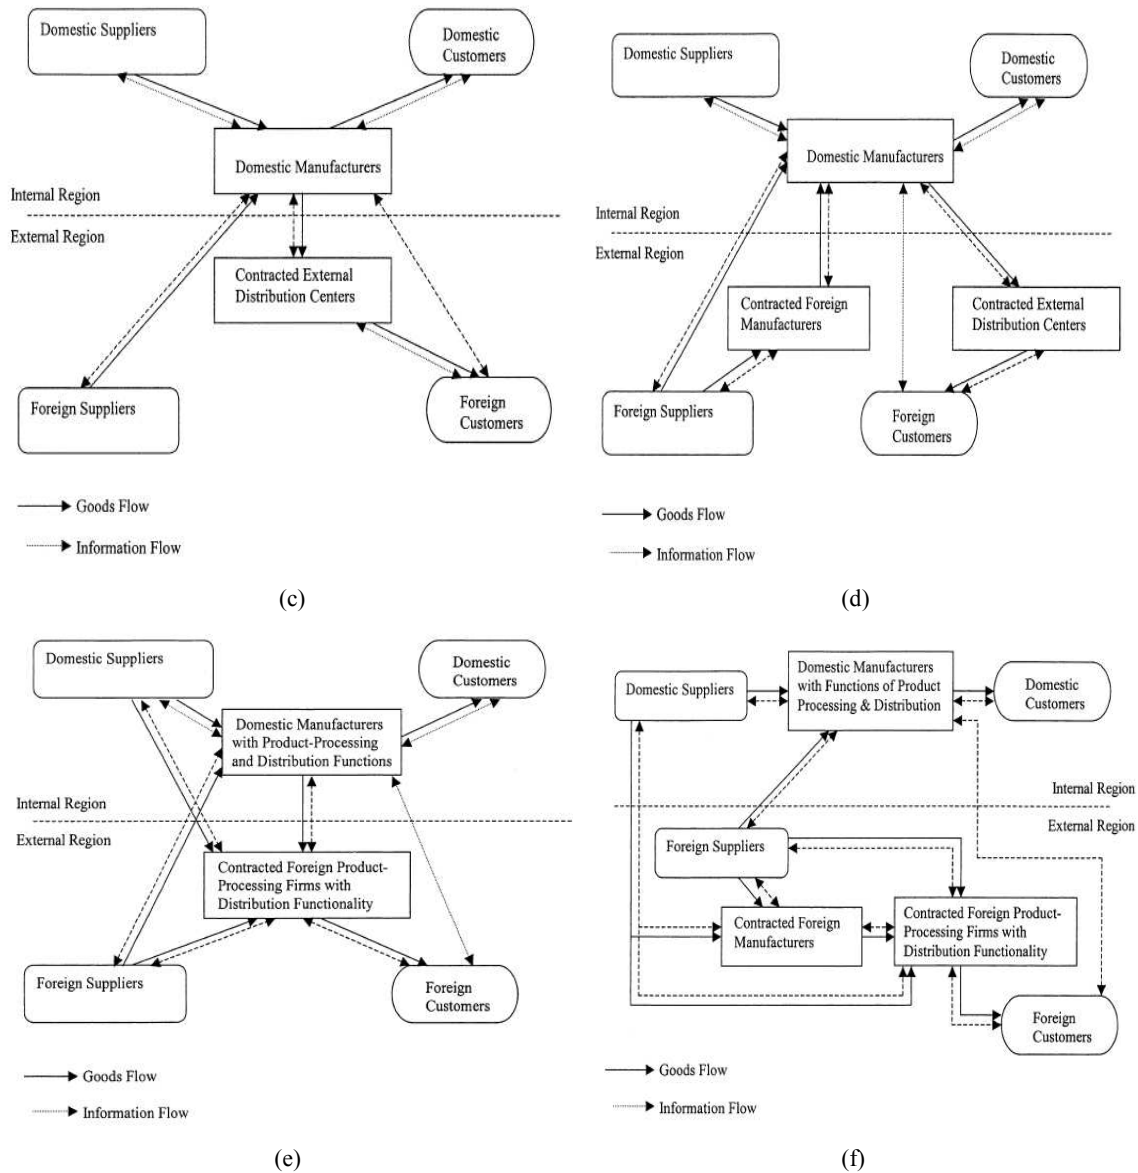 Domestic Suppliers
Domestic
Customers
Domestic Manufacturers
Internal Region
External Region
Contracted External
Distribution Centers
Foreign Suppliers
Foreign
Customers
Goods Flow
Information Flow
(c)
Domestic Suppliers
Domestic
Customers
Domestic Manufacturers
Internal Region
External Region
Contracted Foreign
Manufacturers
Contracted External
Distribution Centers
Foreign Suppliers
Foreign
Customers
Goods Flow
Information Flow
(d)
Domestic Suppliers
Domestic
Customers
Domestic Manufacturers
with Product-Processing
and Distribution Functions
Internal Region
External Region
Contracted Foreign Product-
Processing Firms with
Distribution Functionality
Foreign Suppliers
Foreign
Customers
Goods Flow
Information Flow
(e)
Domestic Suppliers
Domestic Manufacturers
with Functions of Product
Processing & Distribution
Domestic
Customers
Internal Region
External Region
Foreign Suppliers
Contracted Foreign
Manufacturers
Contracted Foreign Product-
Processing Firms with
Distribution Functionality
Foreign
Customers
Goods Flow
Information Flow
(f)